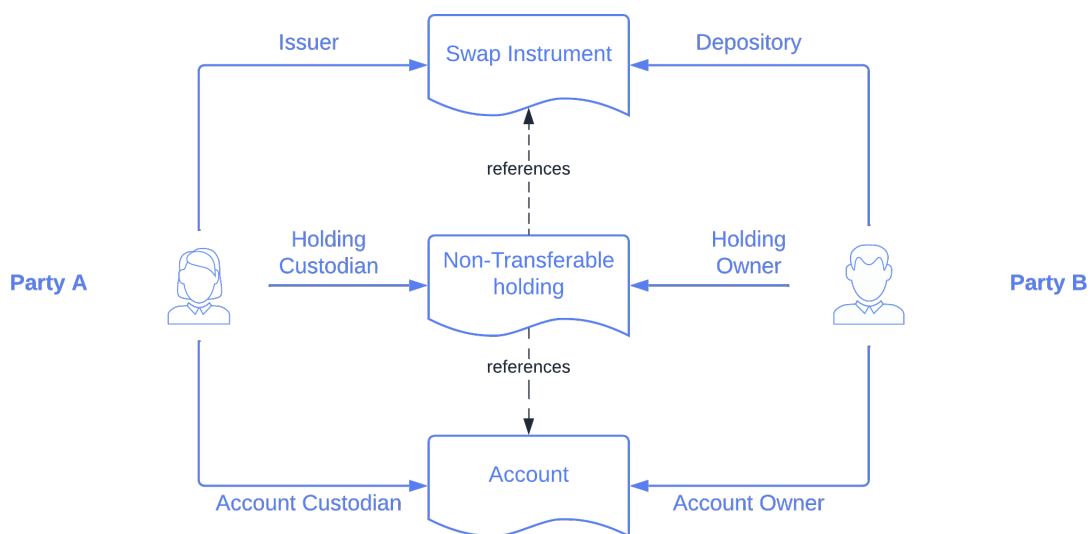 Issuer
Depository
Swap Instrument
references
Holding
Custodian
Holding
Owner
Non-Transferable
holding
Party A
Party B
references
Account
Account Custodian
Account Owner